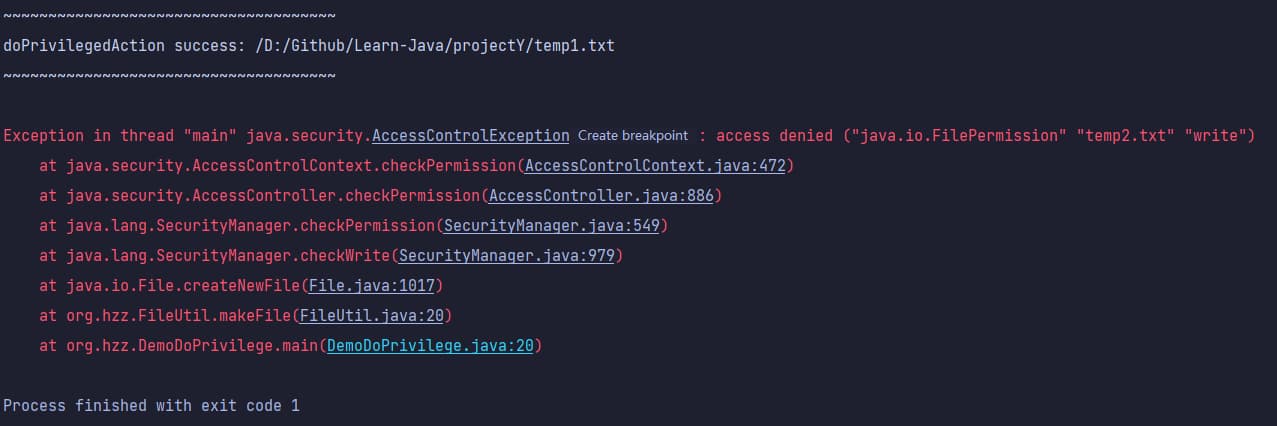 ~~~~~~~~~~~~~~~~~~~~~~~~~~~~~~~~~~~~~
doPrivilegedAction success: /D:/Github/Learn-Java/projectY/temp1.txt
~~~~~~~~~~~~~~~~~~~~~~~~~~~~~~~~~~~~~
Exception in thread "main" java.security.AccessControlException Create breakpoint : access denied ("java.io.FilePermission" "temp2.txt" "write")
    at java.security.AccessControlContext.checkPermission(AccessControlContext.java:472)
    at java.security.AccessController.checkPermission(AccessController.java:886)
    at java.lang.SecurityManager.checkPermission(SecurityManager.java:549)
    at java.lang.SecurityManager.checkWrite(SecurityManager.java:979)
    at java.io.File.createNewFile(File.java:1017)
    at org.hzz.FileUtil.makeFile(FileUtil.java:20)
    at org.hzz.DemoDoPrivilege.main(DemoDoPrivilege.java:20)
Process finished with exit code 1